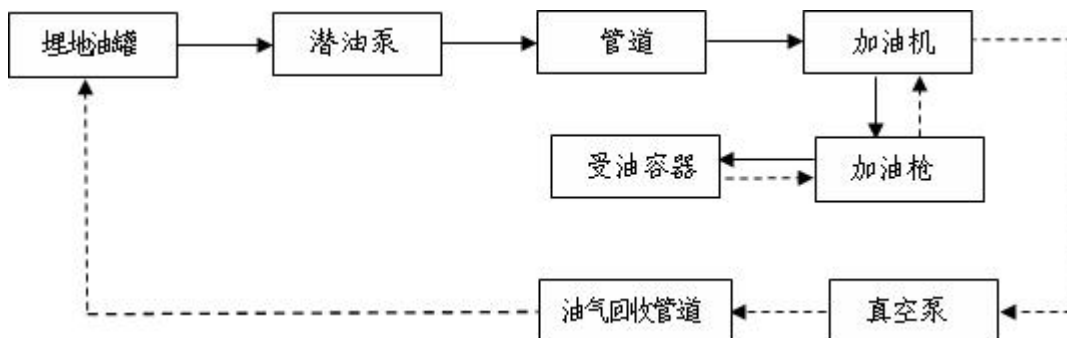 埋地油罐
潜油泵
管道
加油机
受油容器
加油枪
油气回收管道
真空泵